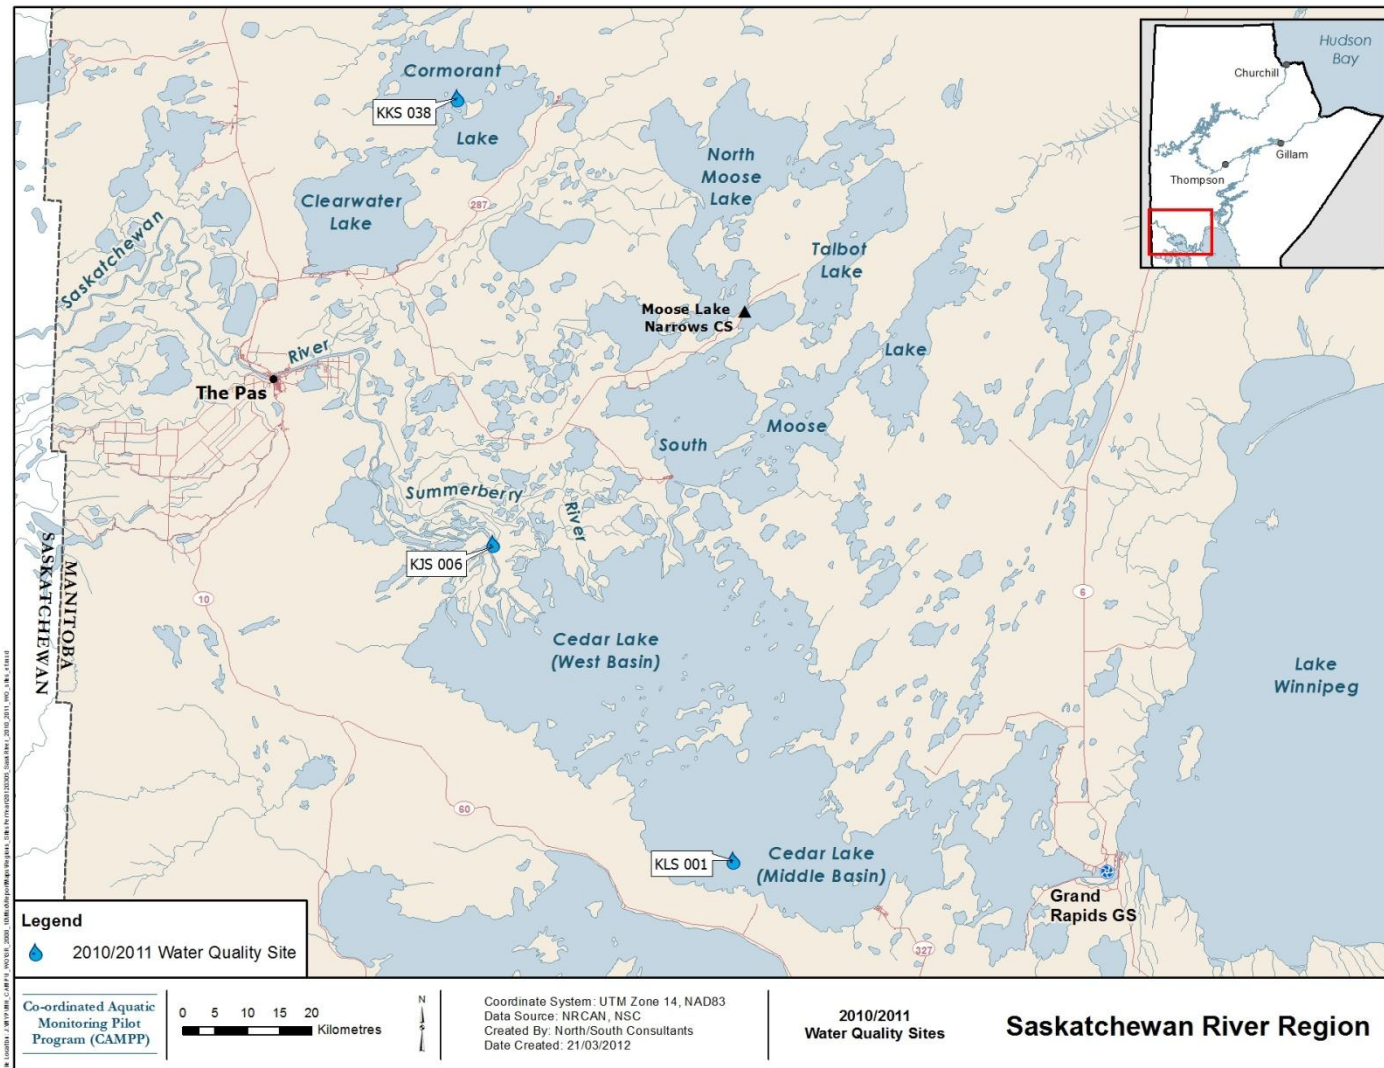 Hudson
Bay
Churchill
Gillam
Thompson
Cormorant
KKS 038
Lake
North
Moose
Lake
Clearwater
Lake
287
Saskatchewan
Talbot
Lake
Moose Lake
Narrows CS
River
Lake
The Pas
Moose
South
Summerberry
River
KJS 006
SASKATCHEWAN
MANITOBA
10
6
Cedar Lake
(West Basin)
Lake
Winnipeg
60
KLS 001
Cedar Lake
(Middle Basin)
Grand
Rapids GS
327
Legend
2010/2011 Water Quality Site
Co-ordinated Aquatic
Monitoring Pilot
Program (CAMPP)
0 5 10 20
Kilometres
N
Coordinate System: UTM Zone 14, NAD83
Data Source: NRCAN, NSC
Created By: North/South Consultants
Date Created: 21/03/2012
2010/2011
Water Quality Sites
Saskatchewan River Region